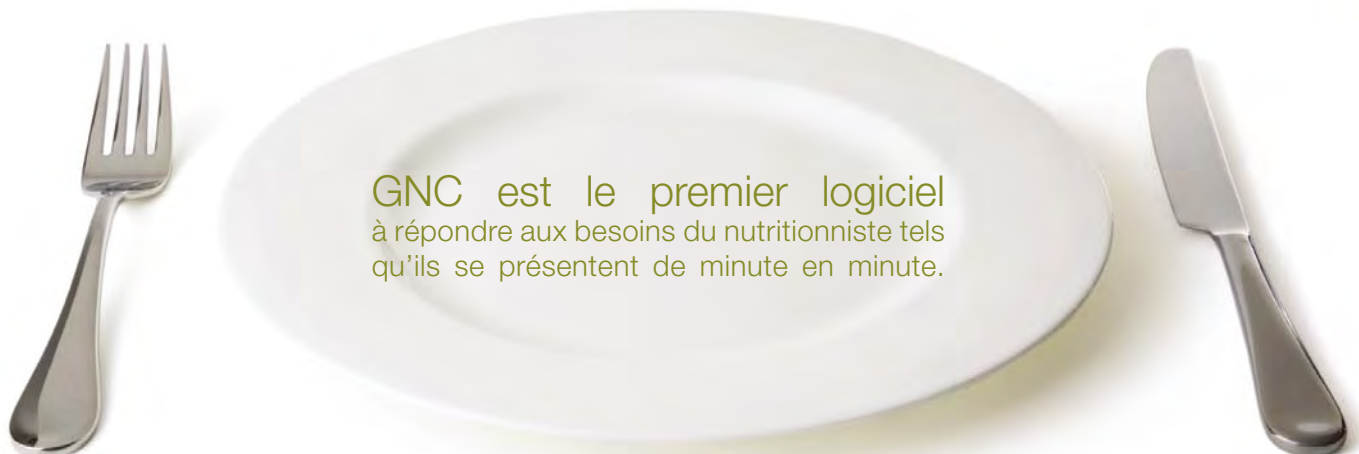 GNC est le premier logiciel
à répondre aux besoins du nutritionniste tels
qu’ils se présentent de minute en minute.